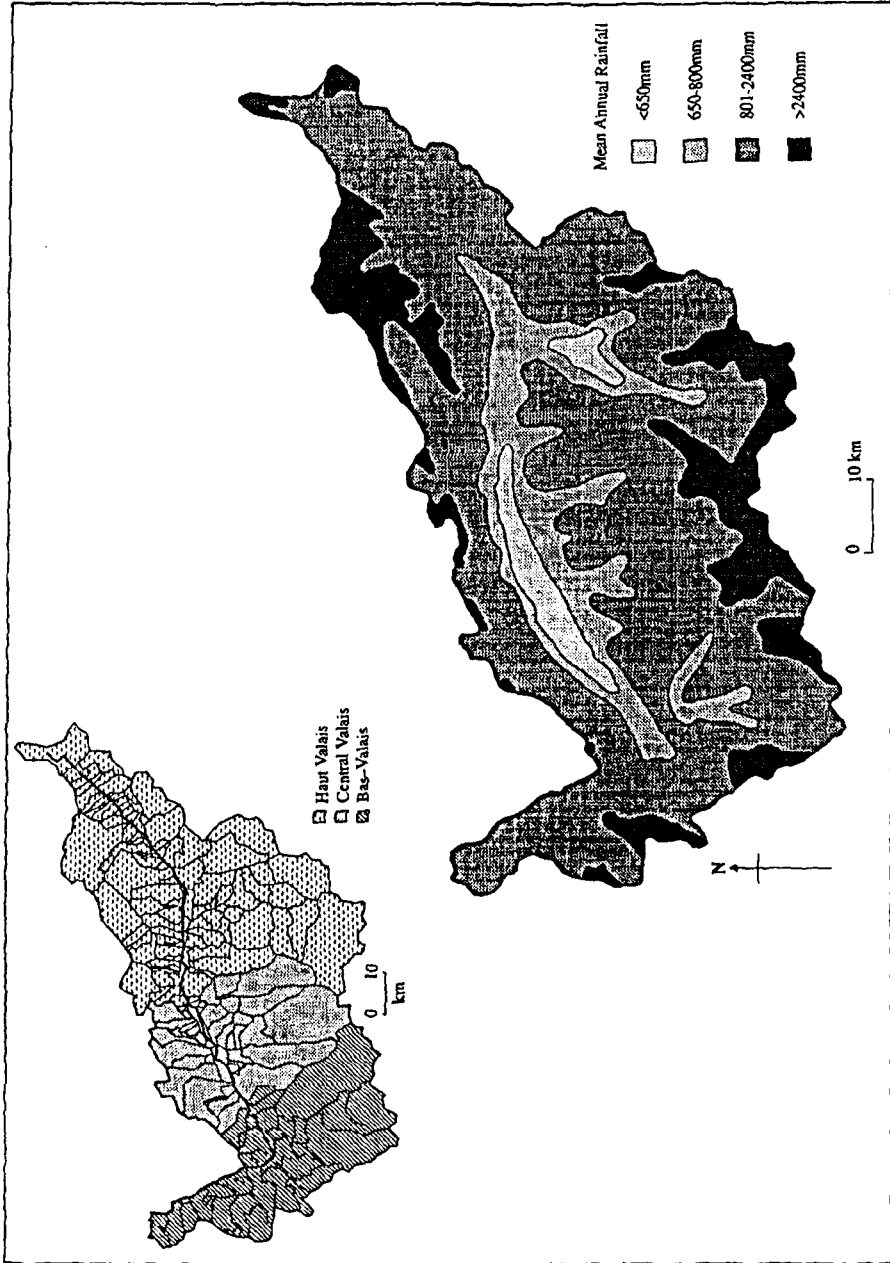 Haut Valais
Central Valais
Bas-Valais
0 10
km
N
Mean Annual Rainfall
<650mm
650-800mm
801-2400mm
>2400mm
0 10 km